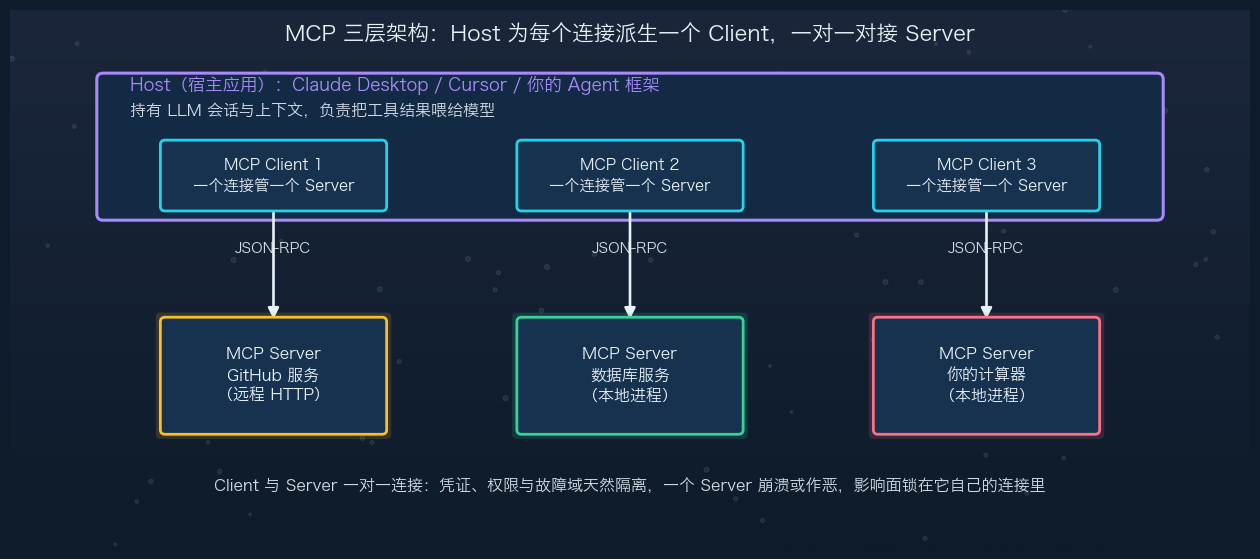 MCP 三层架构：Host 为每个连接派生一个 Client，一对一对接 Server
Host（宿主应用）：Claude Desktop / Cursor / 你的 Agent 框架
持有 LLM 会话与上下文，负责把工具结果喂给模型
MCP Client 1
一个连接管一个 Server
MCP Client 2
一个连接管一个 Server
MCP Client 3
一个连接管一个 Server
JSON-RPC
JSON-RPC
JSON-RPC
MCP Server
GitHub 服务
（远程 HTTP）
MCP Server
数据库服务
（本地进程）
MCP Server
你的计算器
（本地进程）
Client 与 Server 一对一连接：凭证、权限与故障域天然隔离，一个 Server 崩溃或作恶，影响面锁在它自己的连接里